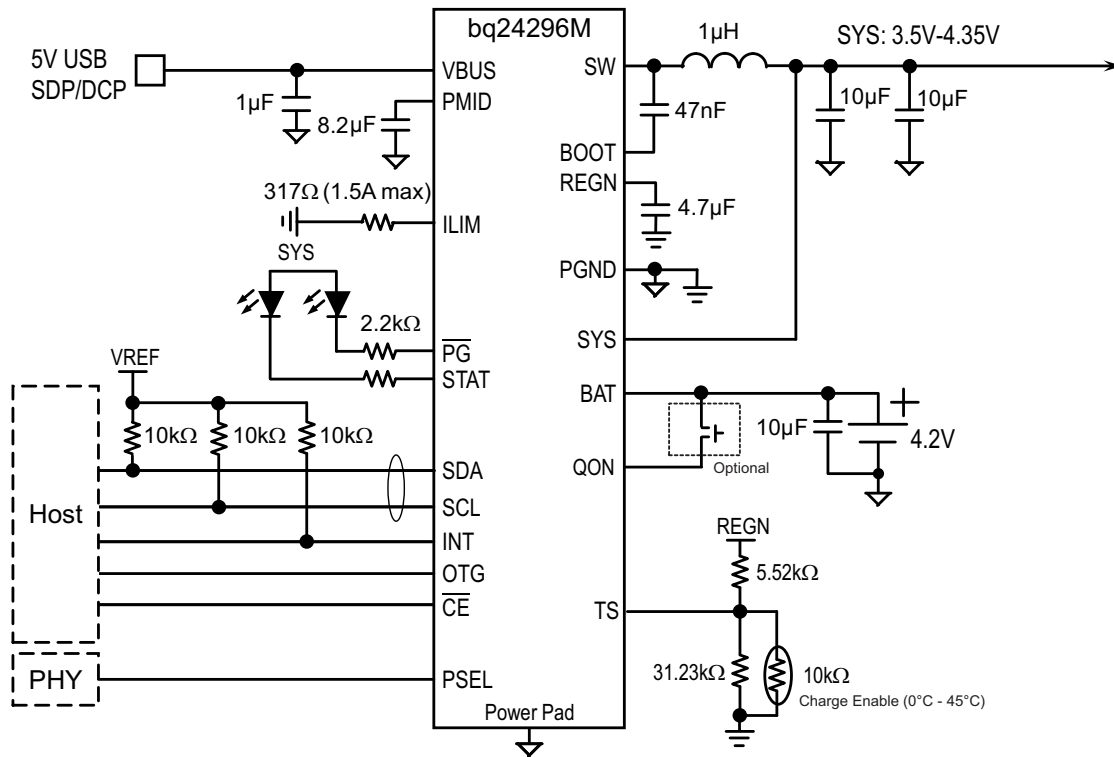 bq24296M
5V USB
SDP/DCP
1µF
8.2µF
VBUS
PMID
317Ω (1.5A max)
ILIM
SYS
2.2kΩ
PG
STAT
VREF
10kΩ
10kΩ
10kΩ
Host
SDA
SCL
INT
OTG
CE
PHY
PSEL
Power Pad
SW
1µH
SYS: 3.5V-4.35V
47nF
10µF
10µF
BOOT
REGN
4.7µF
PGND
SYS
BAT
Optional
10µF
4.2V
QON
REGN
5.52kΩ
TS
31.23kΩ
10kΩ
Charge Enable (0°C - 45°C)